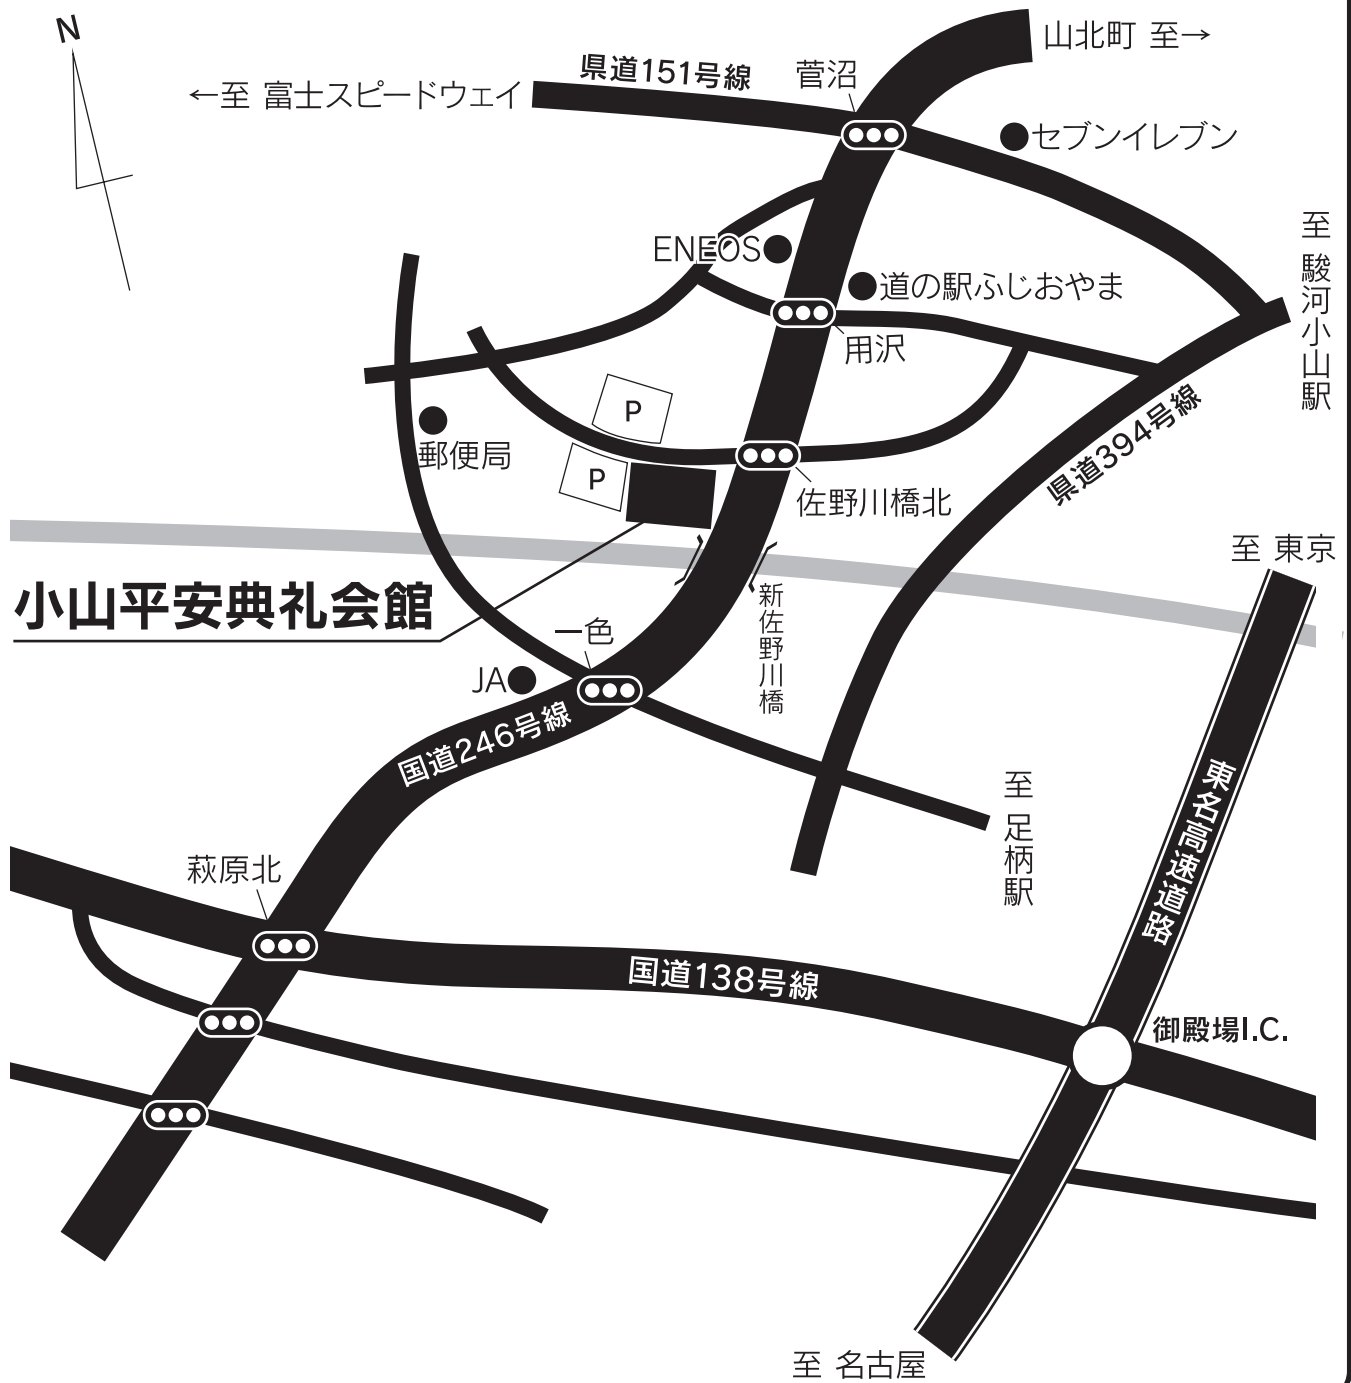 N
山北町 至→
県道151号線
菅沼
←至 富士スピードウェイ
セブンイレブン
至 駿河小山駅
ENEOS
道の駅ふじおやま
用沢
P
県道394号線
郵便局
P
佐野川橋北
至 東京
小山平安典礼会館
新佐野川橋
一色
JA
国道246号線
東名高速道路
至 足柄駅
萩原北
国道138号線
御殿場I.C.
至 名古屋